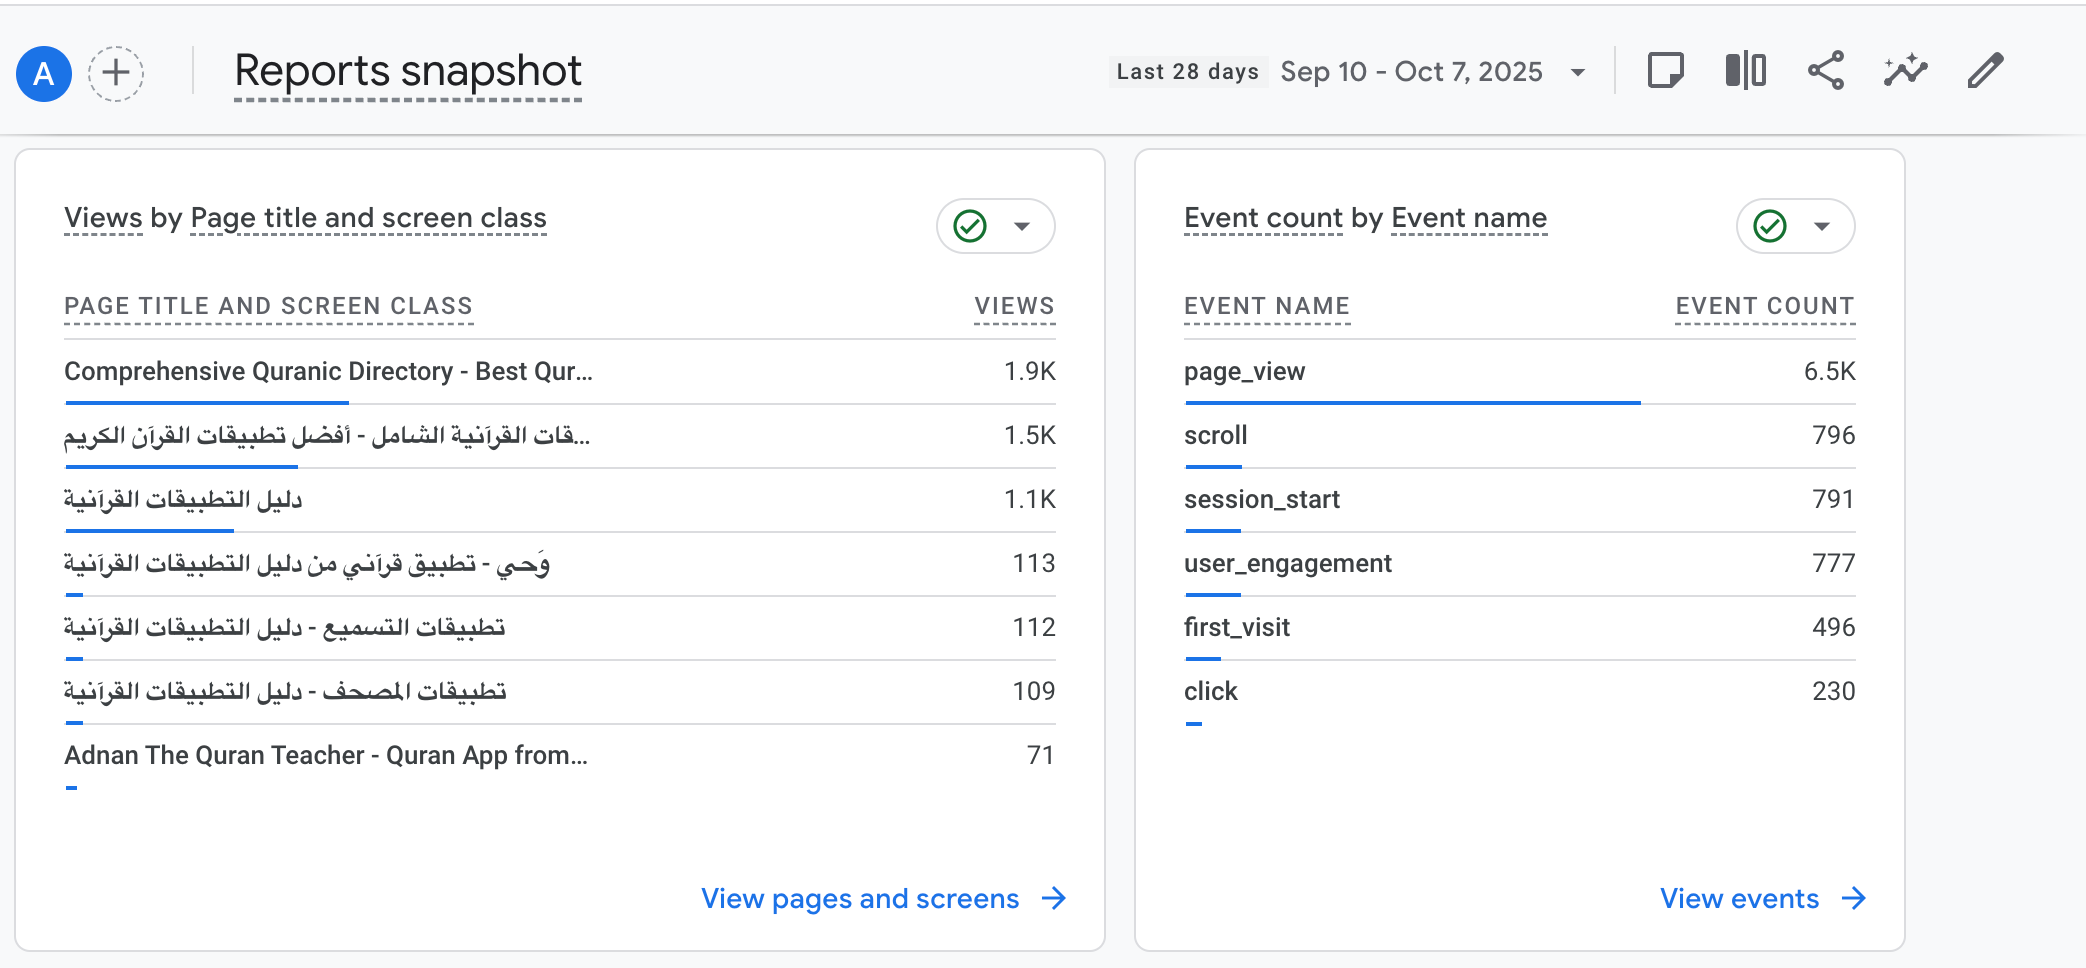 A
Reports snapshot
Last 28 days Sep 10 - Oct 7, 2025
Views by Page title and screen class
PAGE TITLE AND SCREEN CLASS VIEWS
Comprehensive Quranic Directory - Best Qur... 1.9K
...قات القرآنية الشامل - أفضل تطبيقات القرآن الكريم 1.5K
دليل التطبيقات القرآنية 1.1K
وَحي - تطبيق قرآني من دليل التطبيقات القرآنية 113
تطبيقات التسميع - دليل التطبيقات القرآنية 112
تطبيقات المصحف - دليل التطبيقات القرآنية 109
Adnan The Quran Teacher - Quran App from... 71
View pages and screens
Event count by Event name
EVENT NAME EVENT COUNT
page_view 6.5K
scroll 796
session_start 791
user_engagement 777
first_visit 496
click 230
View events